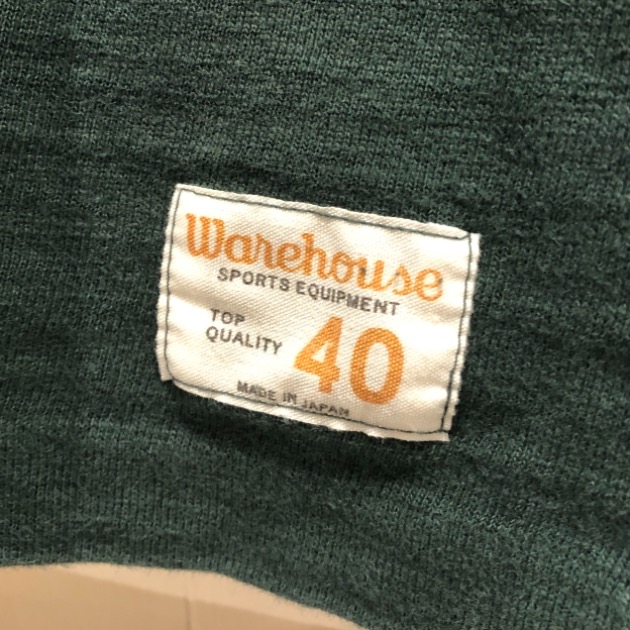 Warehouse
SPORTS EQUIPMENT
TOP
QUALITY
40
MADE IN JAPAN